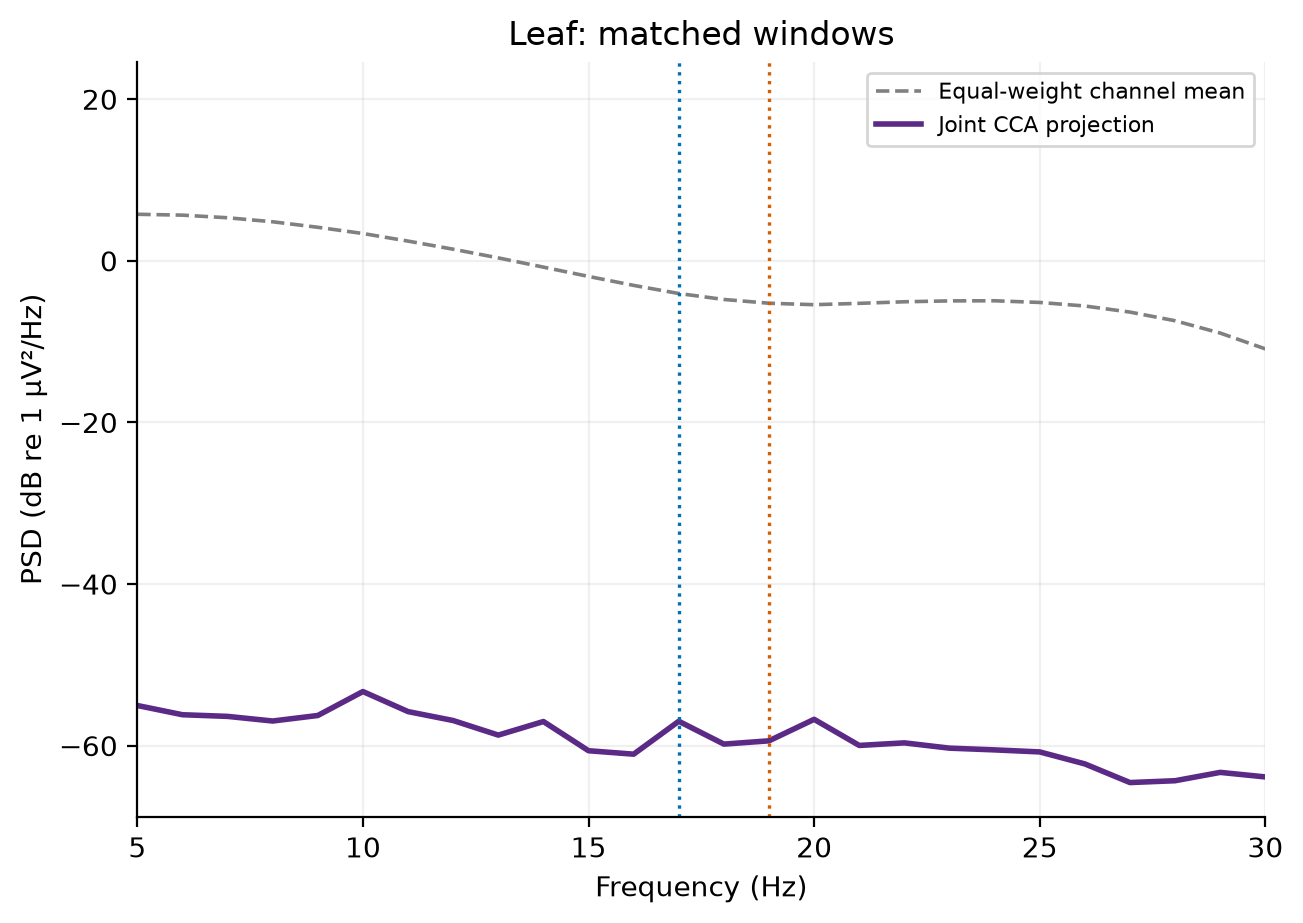 Leaf: matched windows
Equal-weight channel mean
Joint CCA projection
PSD (dB re 1 µV²/Hz)
20
0
−20
−40
−60
5
10
15
20
25
30
Frequency (Hz)